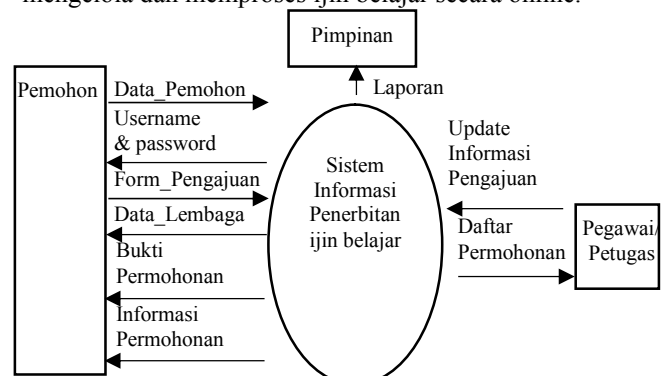 mengelola dan memproses ijin belajar secara online.
Pimpinan
Laporan
Pemohon
Data_Pemohon
Username
& password
Form_Pengajuan
Data_Lembaga
Bukti
Permohonan
Informasi
Permohonan
Sistem
Informasi
Penerbitan
ijin belajar
Update
Informasi
Pengajuan
Daftar
Permohonan
Pegawai/
Petugas